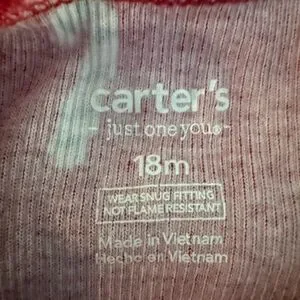 carter's
- just one you® -
18m
WEAR SNUG FITTING
NOT FLAME RESISTANT
Made in Vietnam
Hecho en Vietnam